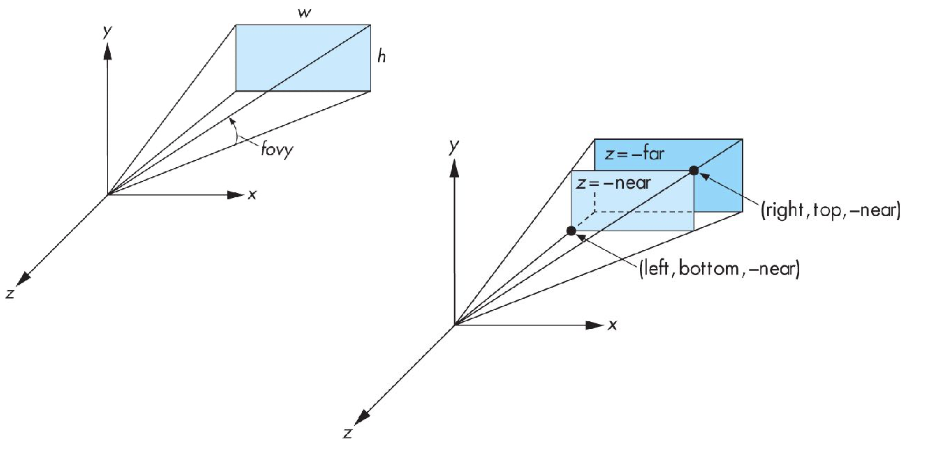 w
y
h
fovy
x
z
y
z = –far
z = –near
(right, top, –near)
(left, bottom, –near)
x
z